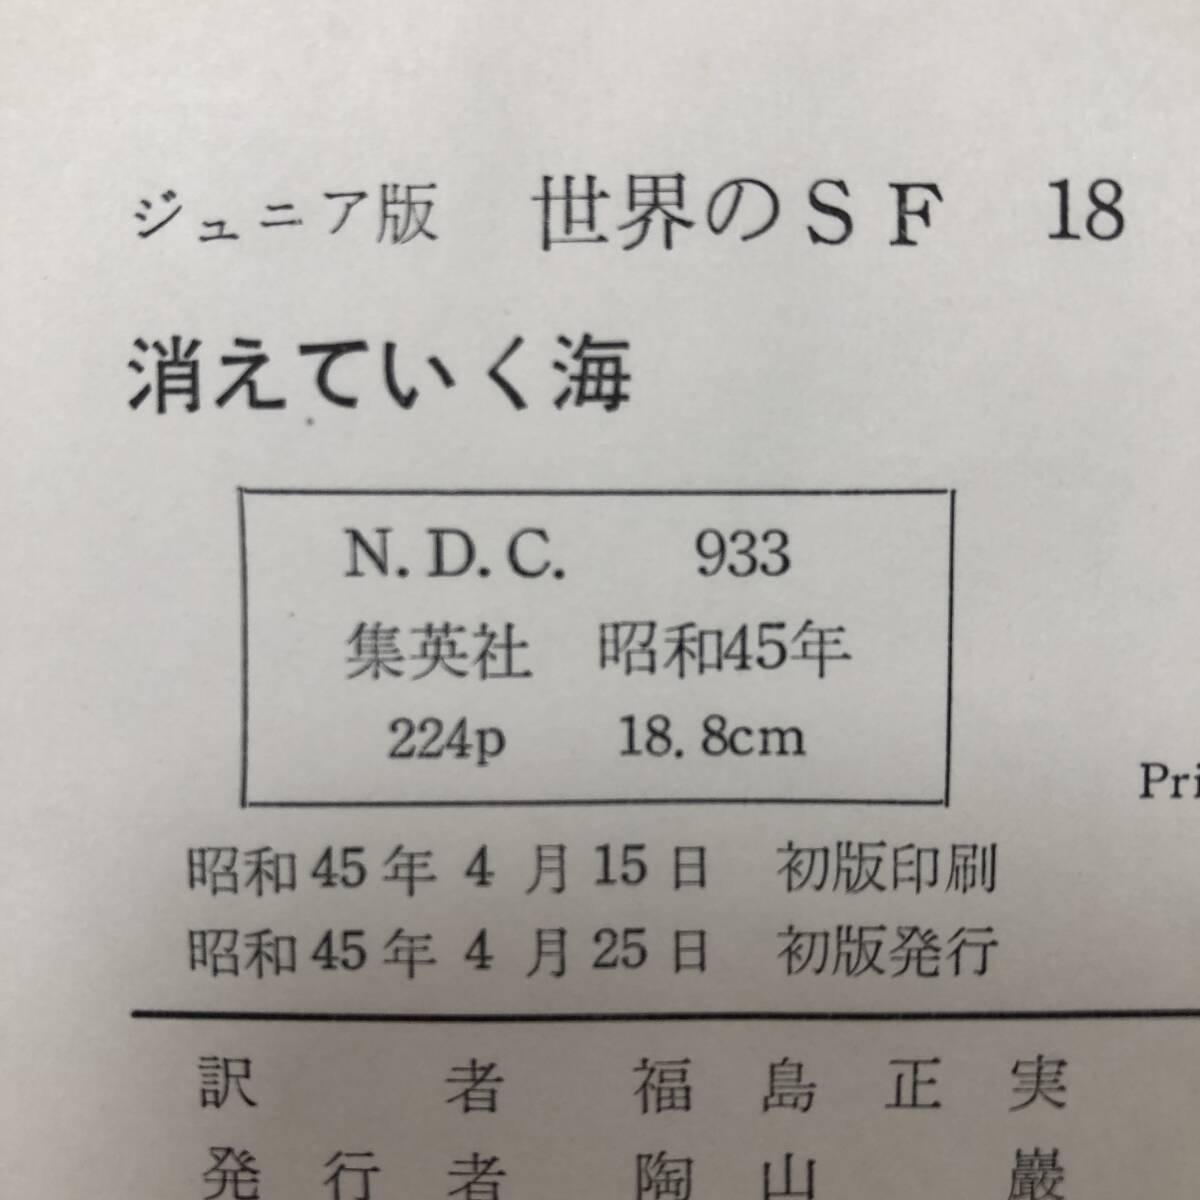 ジュニア版 世界のSF 18
消えていく海
N.D.C. 933
集英社 昭和45年
224p 18.8cm
Pri
昭和45年4月15日 初版印刷
昭和45年4月25日 初版発行
訳者 福島正実
発行者 陶山巖